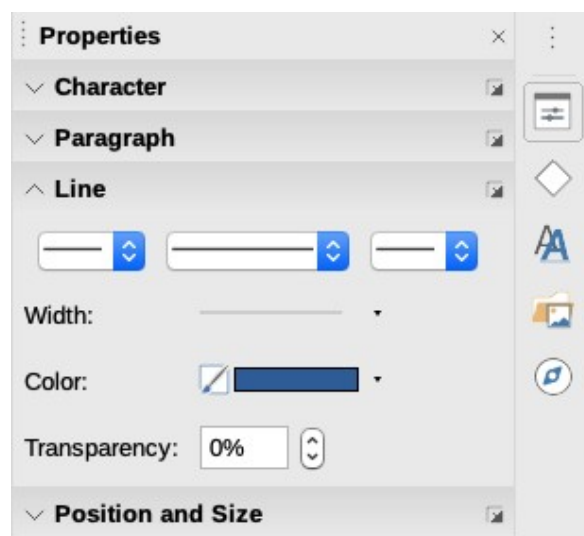 Properties
Character
Paragraph
Line
Width:
Color:
Transparency: 0%
Position and Size